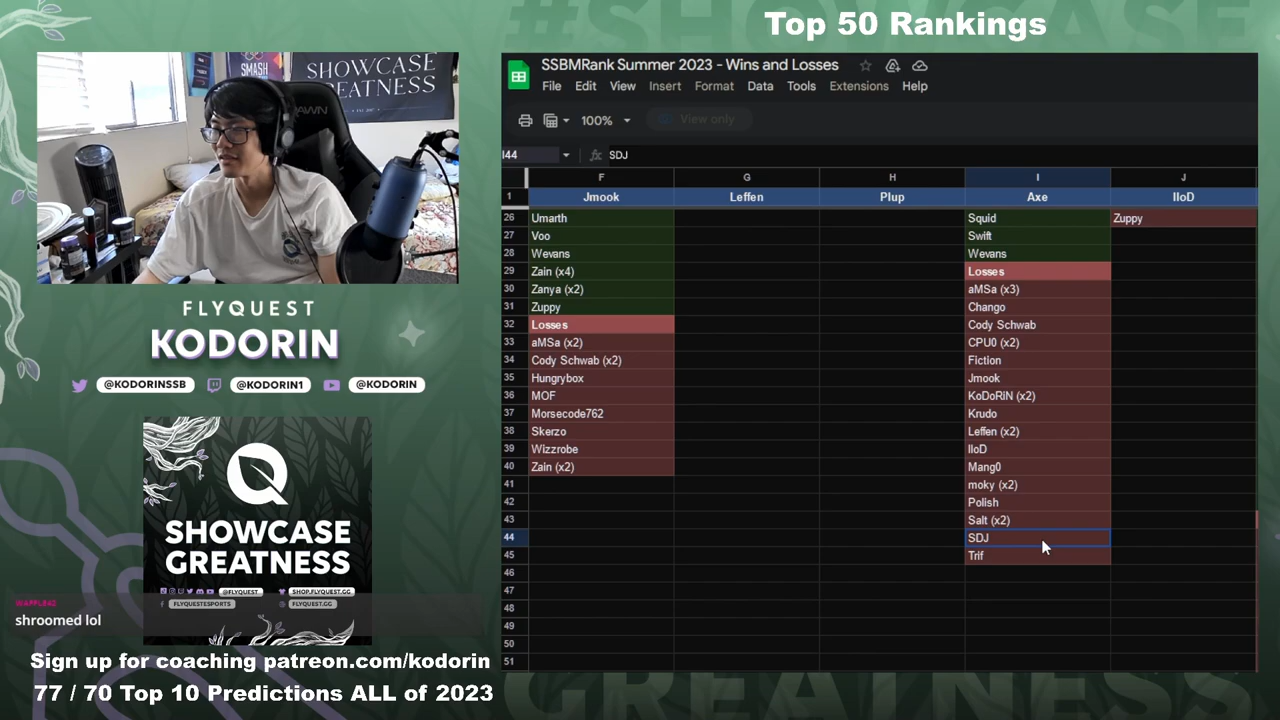 Top 50 Rankings
SMASH
SHOWCASE
GREATNESS
FLYQUEST
KODORIN
@KODORINSSB @KODORIN1 @KODORIN
SHOWCASE
GREATNESS
@FLYQUEST SHOP.FLYQUEST.GG
FLYQUESTESPORTS FLYQUEST.GG
WAFFLE42
shroomed lol
Sign up for coaching patreon.com/kodorin
77 / 70 Top 10 Predictions ALL of 2023
SSBMRank Summer 2023 - Wins and Losses
File Edit View Insert Format Data Tools Extensions Help
100% View only
I44 fx SDJ
F G H I J
1 Jmook Leffen Plup Axe lloD
26 Umarth Squid Zuppy
27 Voo Swift
28 Wevans Wevans
29 Zain (x4) Losses
30 Zanya (x2) aMSa (x3)
31 Zuppy Chango
32 Losses Cody Schwab
33 aMSa (x2) CPU0 (x2)
34 Cody Schwab (x2) Fiction
35 Hungrybox Jmook
36 MOF KoDoRiN (x2)
37 Morsecode762 Krudo
38 Skerzo Leffen (x2)
39 Wizzrobe lloD
40 Zain (x2) Mang0
41 moky (x2)
42 Polish
43 Salt (x2)
44 SDJ
45 Trif
46
47
48
49
50
51
#SHOWCASE
GREATNESS